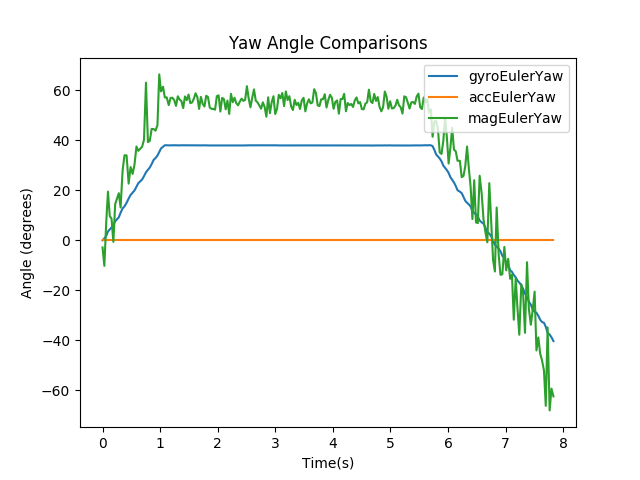 Yaw Angle Comparisons
gyroEulerYaw
accEulerYaw
magEulerYaw
Angle (degrees)
60
40
20
0
−20
−40
−60
0 1 2 3 4 5 6 7 8
Time(s)